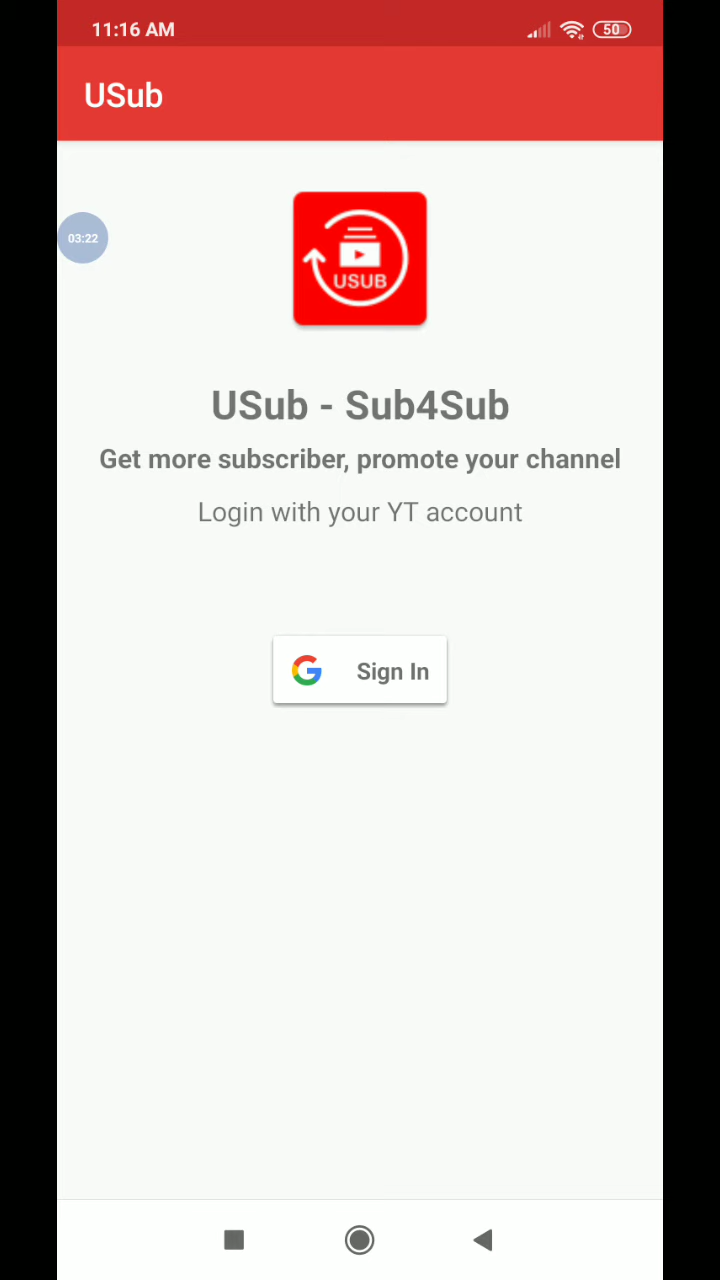 11:16 AM
50
USub
03:22
USUB
USub - Sub4Sub
Get more subscriber, promote your channel
Login with your YT account
Sign In